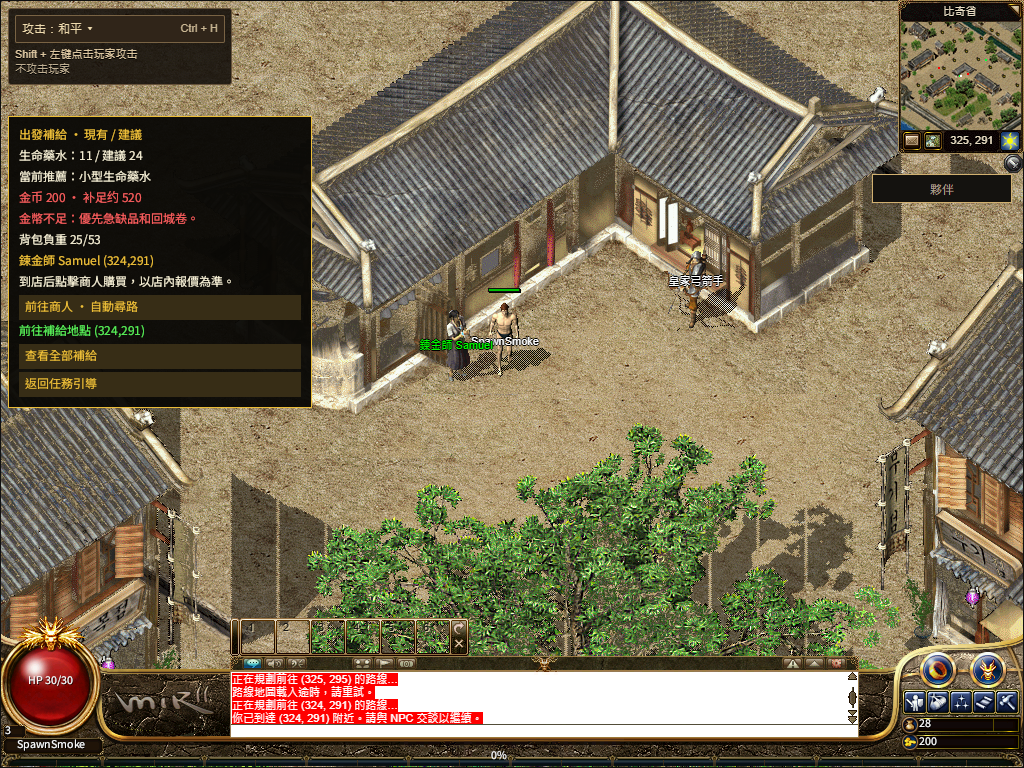 攻击：和平 Ctrl + H
Shift + 左键点击玩家攻击
不攻击玩家
比奇省
325, 291
夥伴
出發補給 · 現有 / 建議
生命藥水：11 / 建議 24
當前推薦：小型生命藥水
金币 200 · 补足约 520
金幣不足：優先急缺品和回城卷。
背包負重 25/53
鍊金師 Samuel (324,291)
到店后點擊商人購買，以店內報價為準。
前往商人 · 自動尋路
前往補給地點 (324,291)
查看全部補給
返回任務引導
皇家弓箭手
鍊金師 Samuel
SpawnSmoke
1 2
正在規劃前往 (325, 295) 的路線...
路線地圖載入逾時，請重試。
正在規劃前往 (324, 291) 的路線...
你已到達 (324, 291) 附近。請與 NPC 交談以繼續。
HP 30/30
MIR II
3
SpawnSmoke
0%
28
200